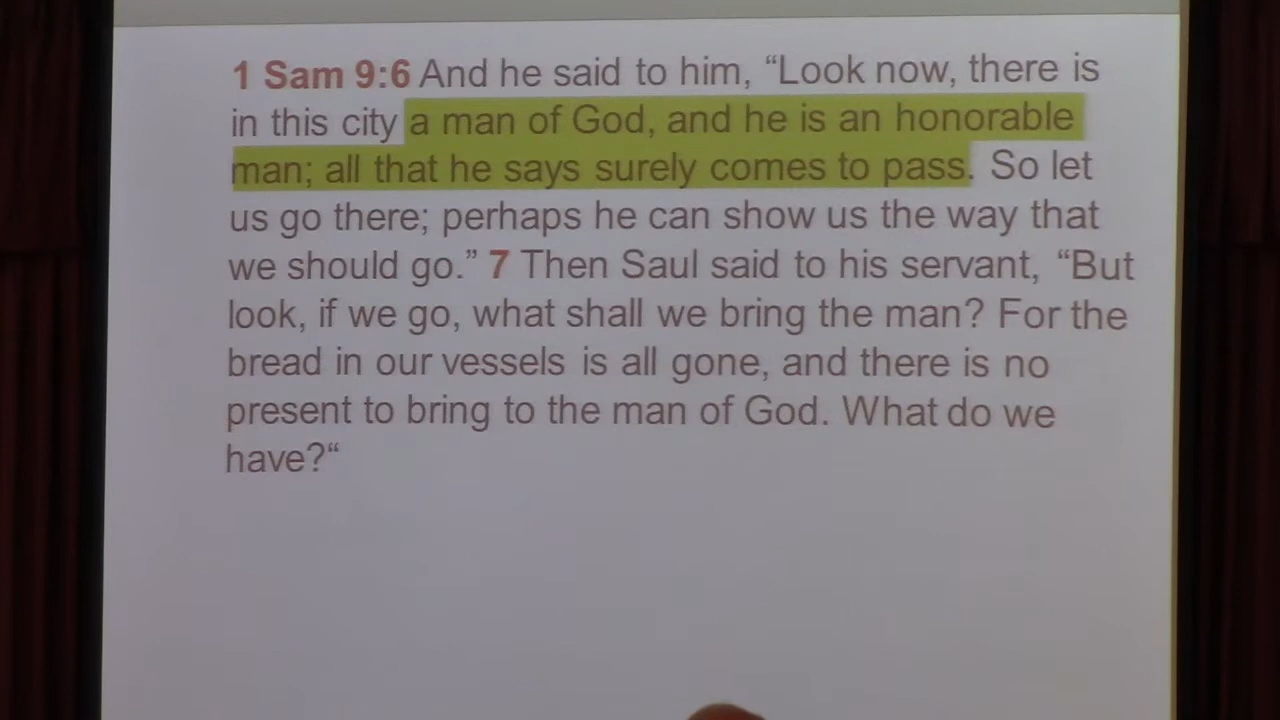 1 Sam 9:6 And he said to him, “Look now, there is
in this city a man of God, and he is an honorable
man; all that he says surely comes to pass. So let
us go there; perhaps he can show us the way that
we should go.” 7 Then Saul said to his servant, “But
look, if we go, what shall we bring the man? For the
bread in our vessels is all gone, and there is no
present to bring to the man of God. What do we
have?“